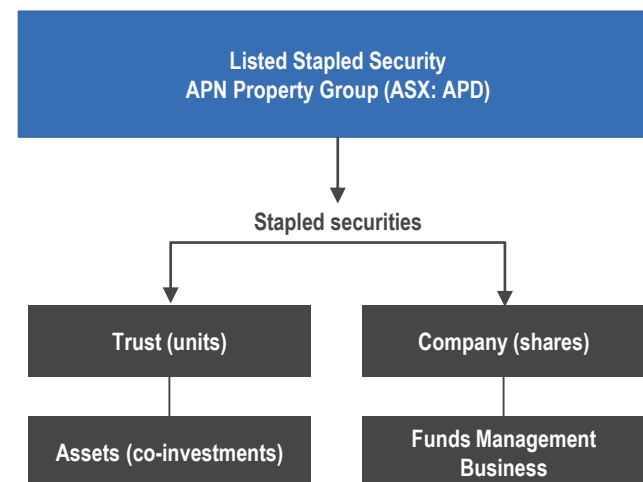 Listed Stapled Security
APN Property Group (ASX: APD)
Stapled securities
Trust (units)
Company (shares)
Assets (co-investments)
Funds Management
Business